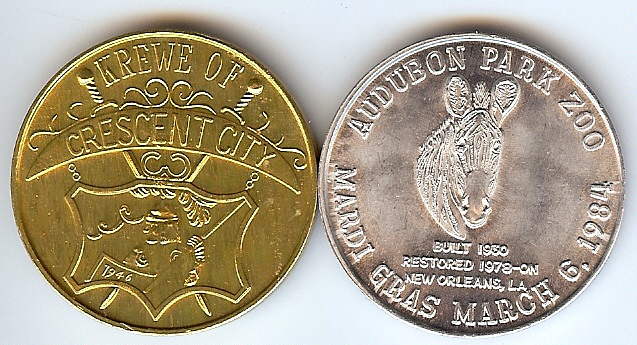 KREWE OF
CRESCENT CITY
1946
AUDUBON PARK ZOO
BUILT 1930
RESTORED 1978-ON
NEW ORLEANS, LA
MARDI GRAS MARCH 6, 1984